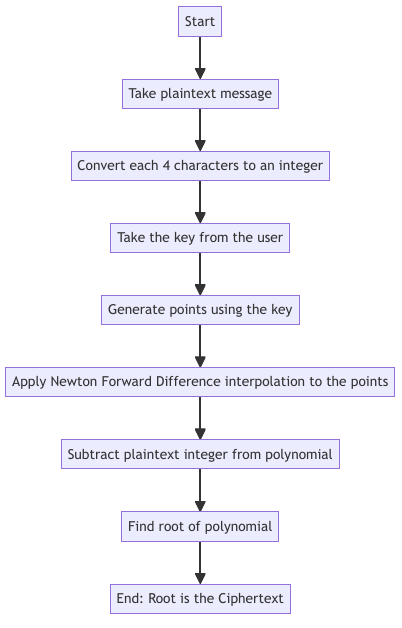 Start
Take plaintext message
Convert each 4 characters to an integer
Take the key from the user
Generate points using the key
Apply Newton Forward Difference interpolation to the points
Subtract plaintext integer from polynomial
Find root of polynomial
End: Root is the Ciphertext